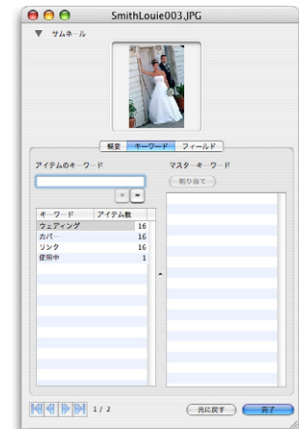 SmithLouie003.JPG
サムネール
概要 キーワード フィールド
アイテムのキーワード マスターキーワード
割り当て
キーワード アイテム数
ウェディング 16
カバー 16
リンク 16
使用中 1
1 / 2 元に戻す 完了